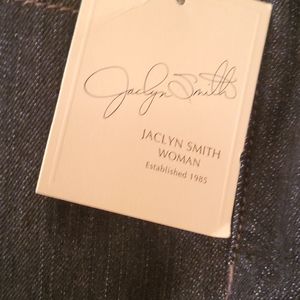 Jaclyn Smith
JACLYN SMITH
WOMAN
Established 1985